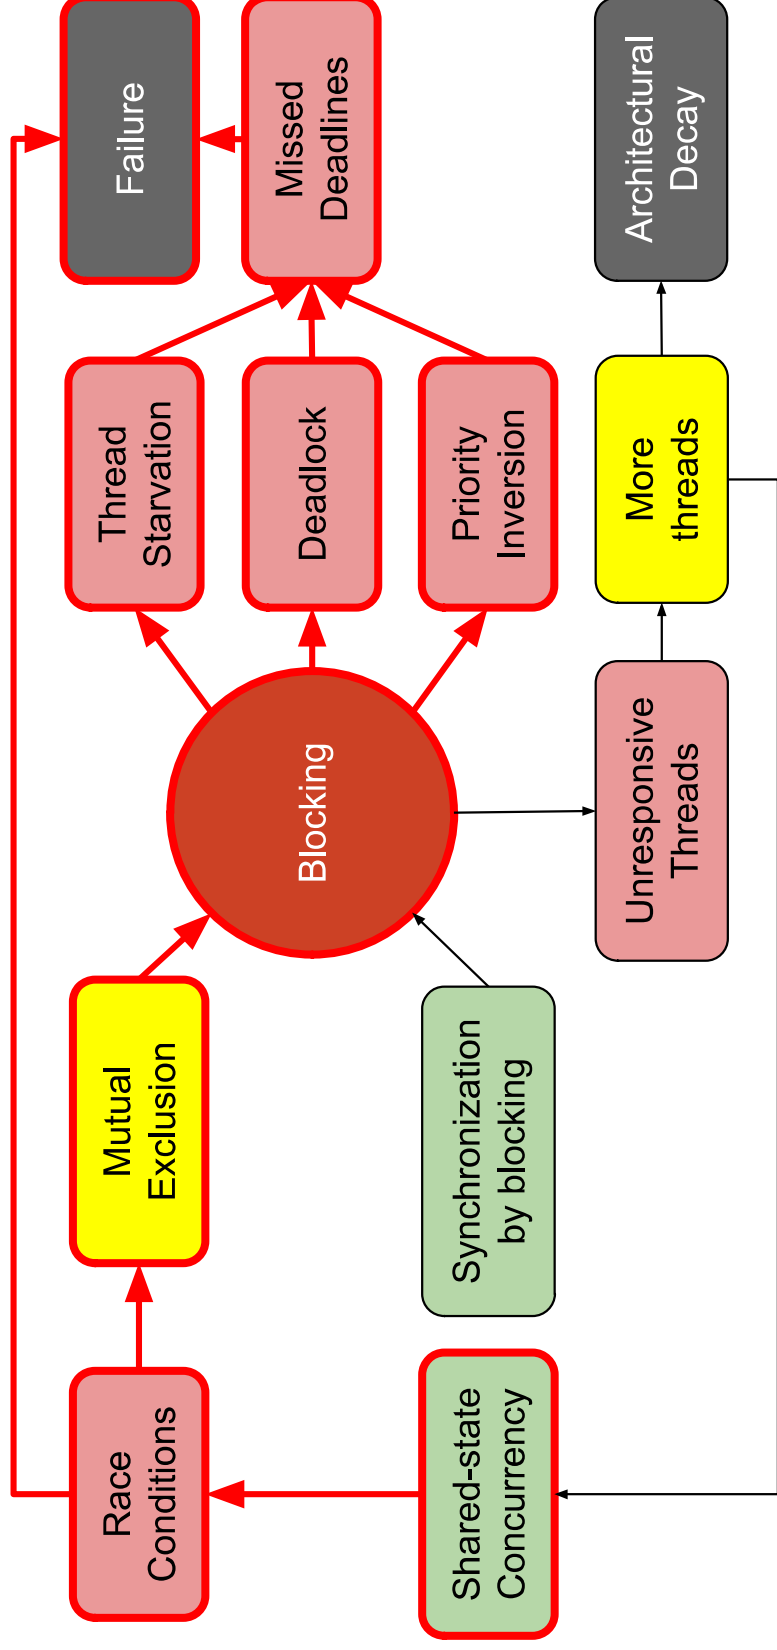 Race
Conditions
Mutual
Exclusion
Thread
Starvation
Failure
Blocking
Deadlock
Missed
Deadlines
Shared-state
Concurrency
Synchronization
by blocking
Priority
Inversion
Unresponsive
Threads
More
threads
Architectural
Decay